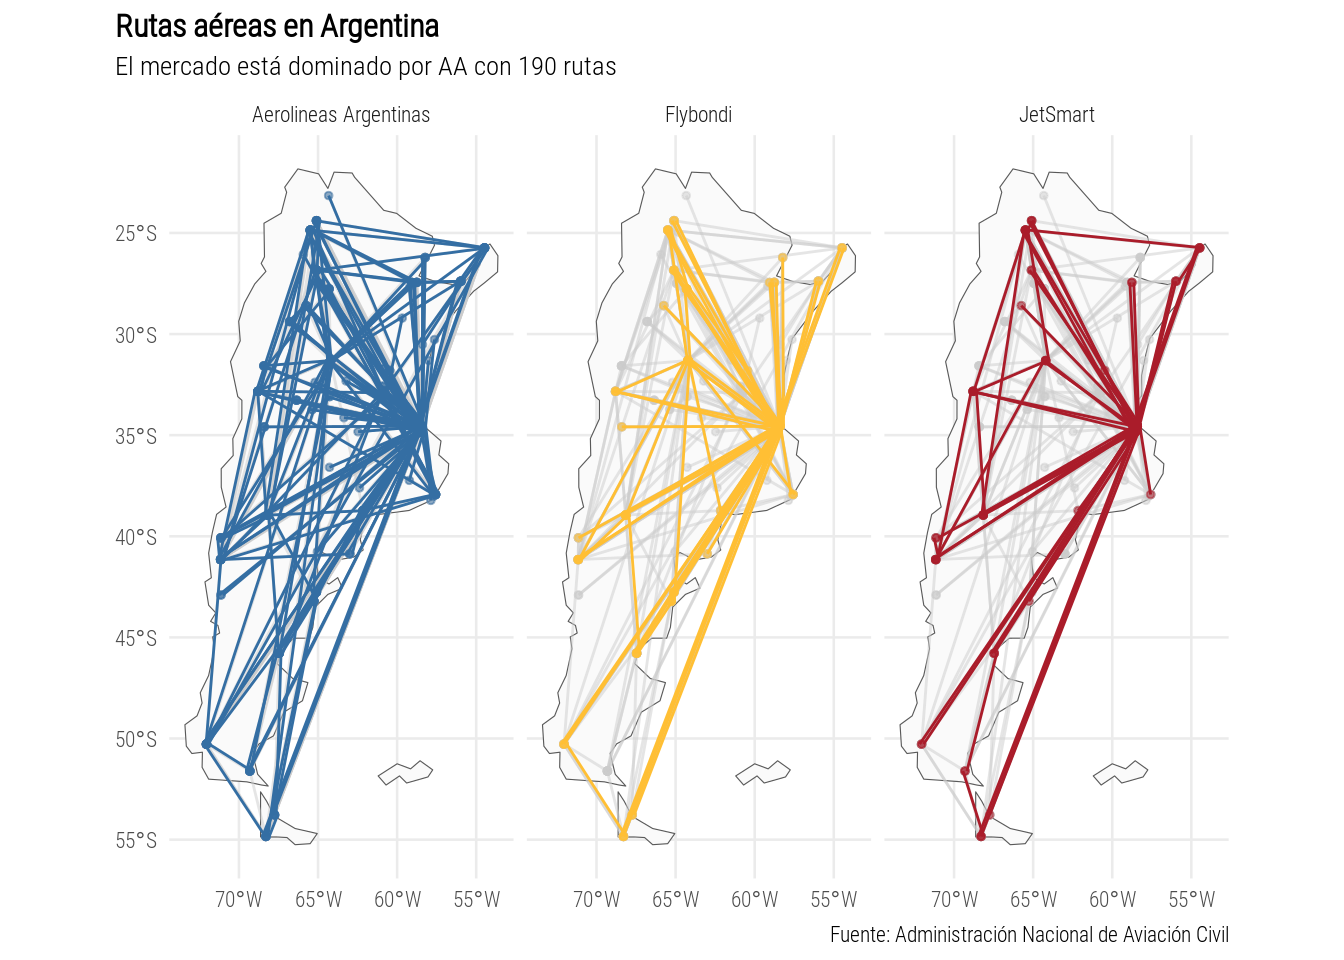 Rutas aéreas en Argentina
El mercado está dominado por AA con 190 rutas
Aerolineas Argentinas
Flybondi
JetSmart
25°S
30°S
35°S
40°S
45°S
50°S
55°S
70°W 65°W 60°W 55°W 70°W 65°W 60°W 55°W 70°W 65°W 60°W 55°W
Fuente: Administración Nacional de Aviación Civil